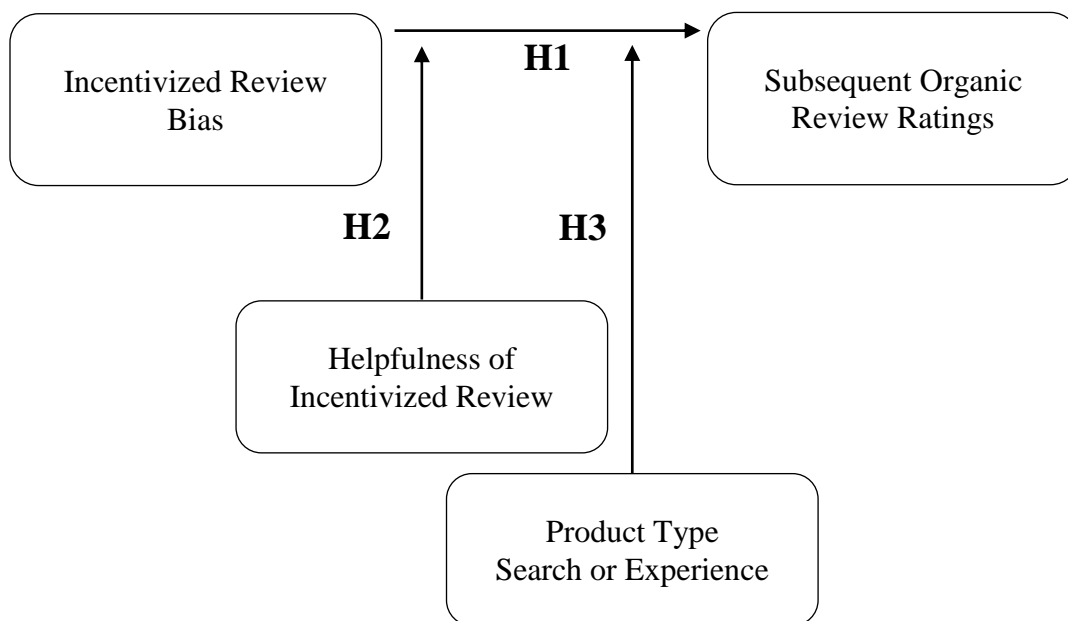 Incentivized Review
Bias
H1
Subsequent Organic
Review Ratings
H2
H3
Helpfulness of
Incentivized Review
Product Type
Search or Experience